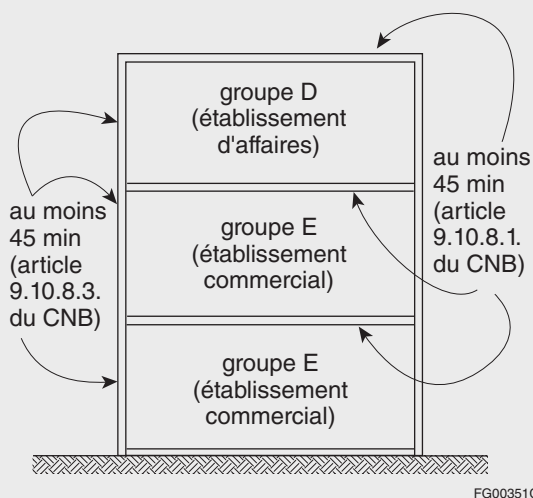 groupe D
(établissement
d'affaires)
au moins
45 min
(article
9.10.8.3.
du CNB)
groupe E
(établissement
commercial)
au moins
45 min
(article
9.10.8.1.
du CNB)
groupe E
(établissement
commercial)
FG00351C